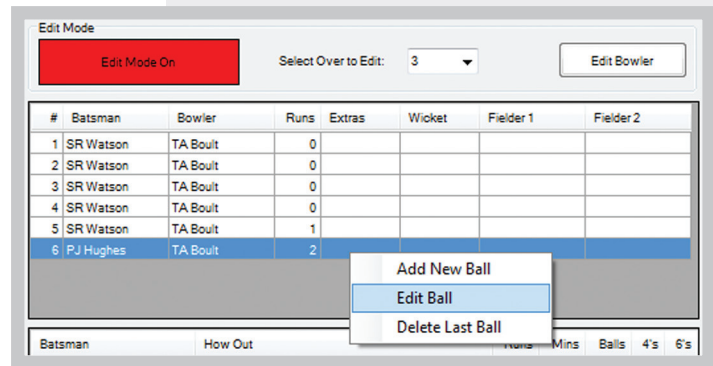 Edit Mode
Edit Mode On Select Over to Edit: 3 Edit Bowler
# Batsman Bowler Runs Extras Wicket Fielder 1 Fielder 2
1 SR Watson TA Boult 0
2 SR Watson TA Boult 0
3 SR Watson TA Boult 0
4 SR Watson TA Boult 0
5 SR Watson TA Boult 1
6 PJ Hughes TA Boult 2
Add New Ball
Edit Ball
Delete Last Ball
Batsman How Out Runs Mins Balls 4's 6's